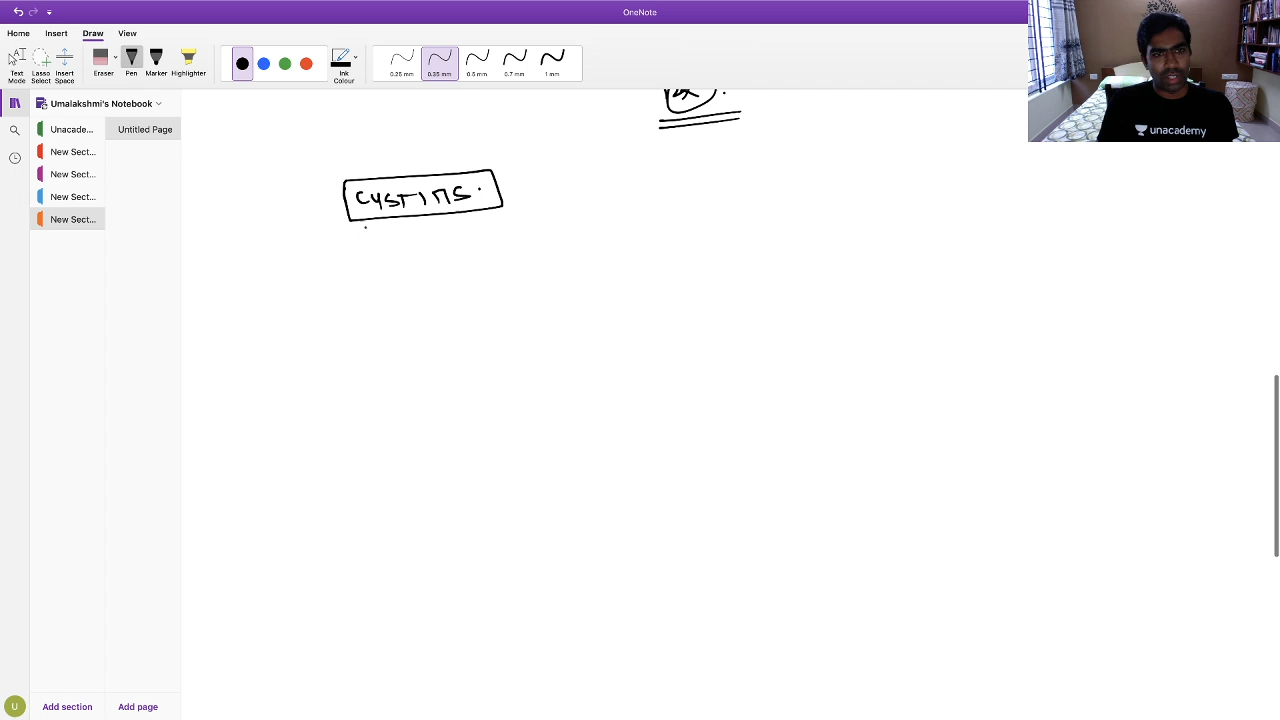 OneNote
Home Insert Draw View
Text Mode
Lasso Select
Insert Space
Eraser
Pen
Marker
Highlighter
Ink Colour
0.25 mm
0.35 mm
0.5 mm
0.7 mm
1 mm
unacademy
Umalakshmi's Notebook
Unacade...
New Sect...
New Sect...
New Sect...
New Sect...
Untitled Page
U
Add section
Add page